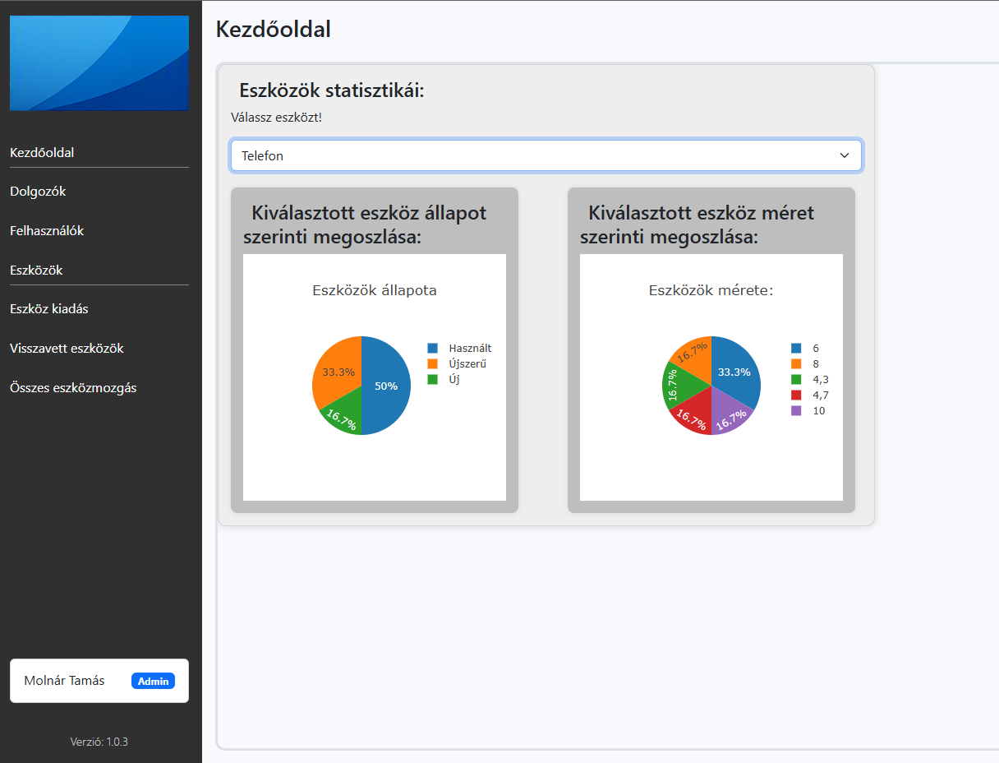 Kezdőoldal
Dolgozók
Felhasználók
Eszközök
Eszköz kiadás
Visszavett eszközök
Összes eszközmozgás
Molnár Tamás Admin
Verzió: 1.0.3
Kezdőoldal
Eszközök statisztikái:
Válassz eszközt!
Telefon
Kiválasztott eszköz állapot
szerinti megoszlása:
Eszközök állapota
33.3%
50%
16.7%
Használt
Újszerű
Új
Kiválasztott eszköz méret
szerinti megoszlása:
Eszközök mérete:
16.7%
33.3%
16.7%
16.7%
16.7%
6
8
4,3
4,7
10